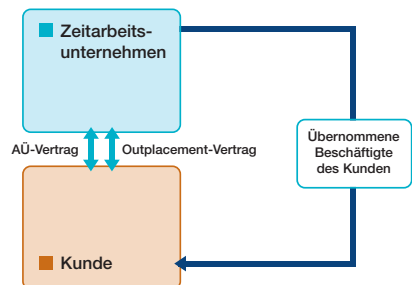 Zeitarbeits-
unternehmen
AÜ-Vertrag
Outplacement-Vertrag
Übernommene
Beschäftigte
des Kunden
Kunde